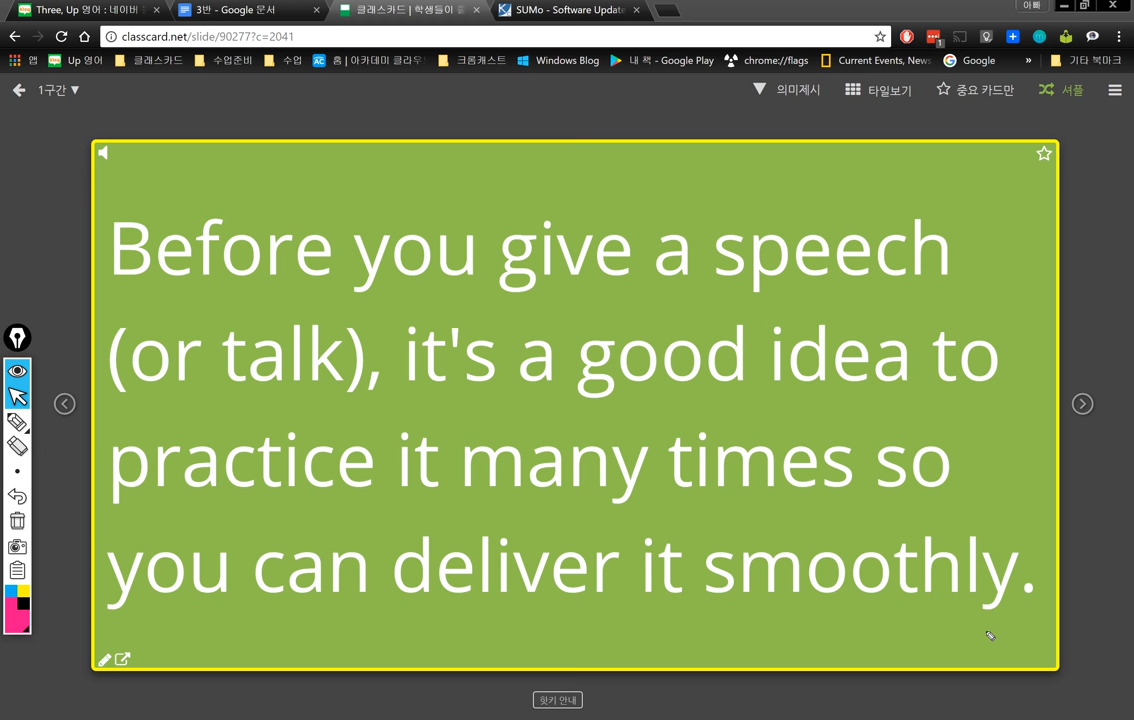 Three, Up 영어 : 네이버
3반 - Google 문서
클래스카드 | 학생들이
SUMo - Software Update
아빠
classcard.net/slide/90277?c=2041
1
앱
Up 영어
클래스카드
수업준비
수업
AC
홈 | 아카데미 클라우
크롬캐스트
Windows Blog
내 책 - Google Play
chrome://flags
Current Events, News
Google
»
기타 북마크
1구간 ▼
▼ 의미제시
타일보기
중요 카드만
셔플
Before you give a speech
(or talk), it's a good idea to
practice it many times so
you can deliver it smoothly.
핫키 안내